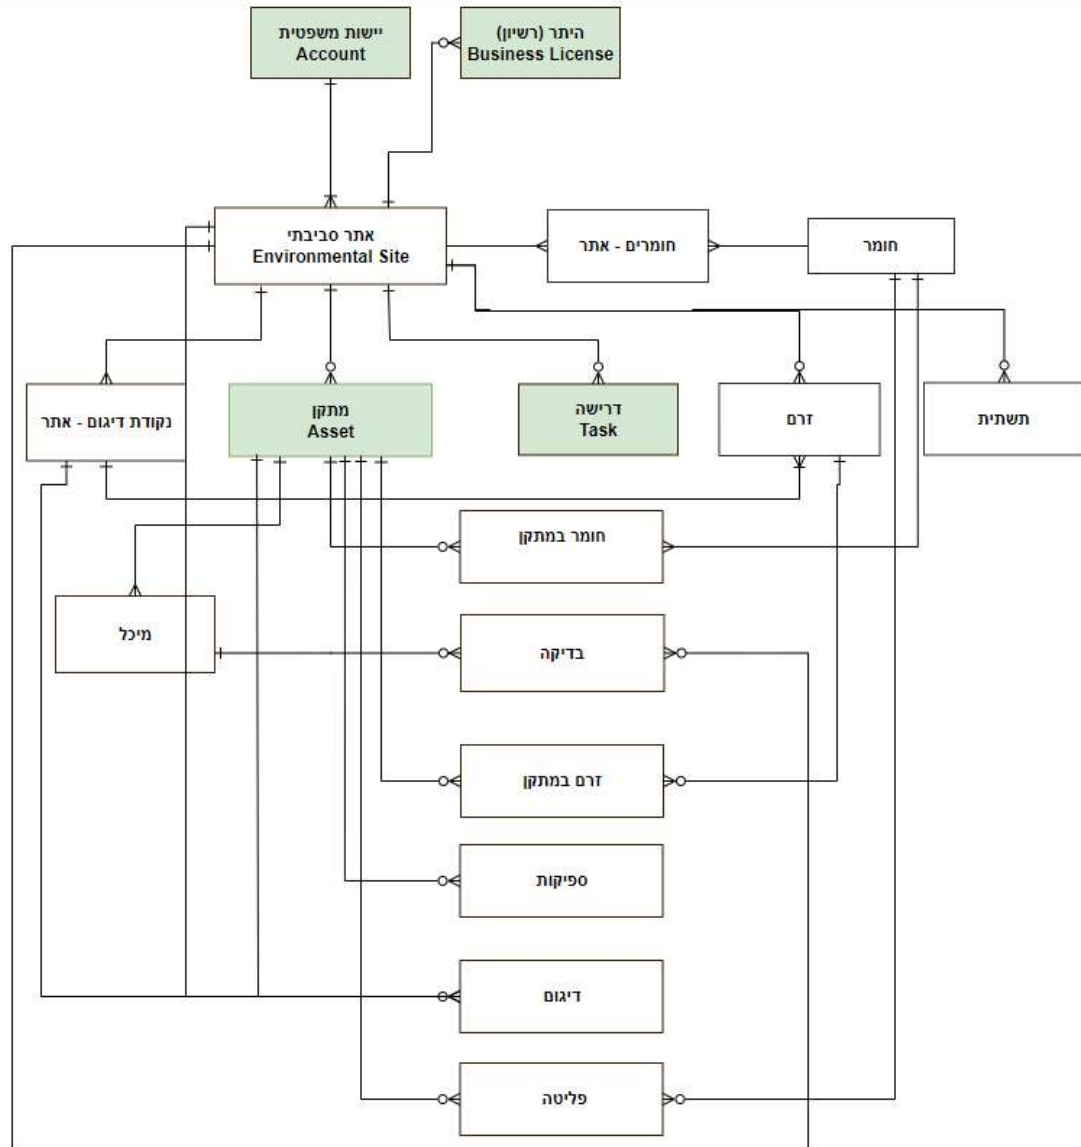 יישות משפטית
Account
היתר (רשיון)
Business License
אתר סביבתי
Environmental Site
חומרים - אתר
חומר
נקודת דיגום - אתר
מתקן
Asset
דרישה
Task
זרם
תשתית
חומר במתקן
מיכל
בדיקה
זרם במתקן
ספיקות
דיגום
פליטה